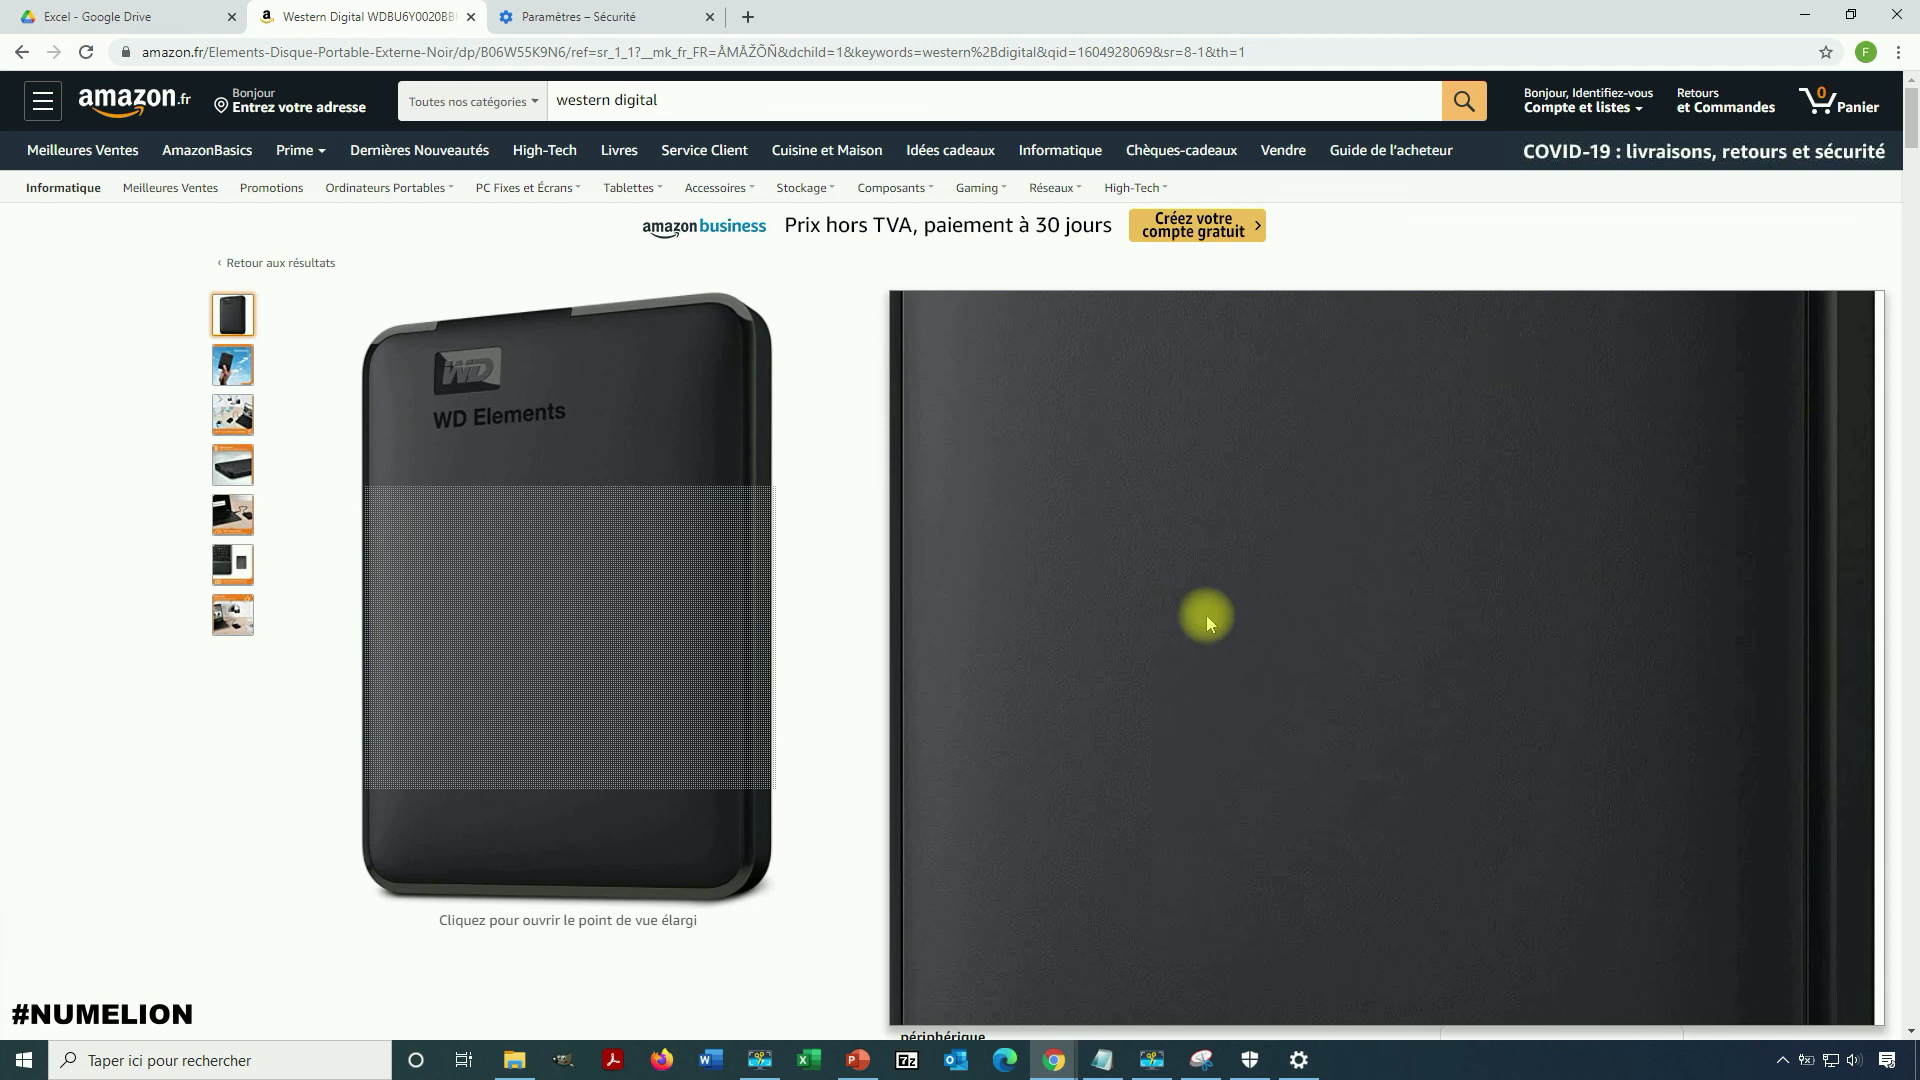 Excel - Google Drive
Western Digital WDBU6Y0020BB
Paramètres – Sécurité
amazon.fr/Elements-Disque-Portable-Externe-Noir/dp/B06W55K9N6/ref=sr_1_1?__mk_fr_FR=ÅMÅŽÕÑ&dchild=1&keywords=western%2Bdigital&qid=1604928069&sr=8-1&th=1
F
amazon.fr
Bonjour
Entrez votre adresse
Toutes nos catégories
western digital
Bonjour, Identifiez-vous
Compte et listes
Retours
et Commandes
0
Panier
Meilleures Ventes
AmazonBasics
Prime
Dernières Nouveautés
High-Tech
Livres
Service Client
Cuisine et Maison
Idées cadeaux
Informatique
Chèques-cadeaux
Vendre
Guide de l'acheteur
COVID-19 : livraisons, retours et sécurité
Informatique
Meilleures Ventes
Promotions
Ordinateurs Portables
PC Fixes et Écrans
Tablettes
Accessoires
Stockage
Composants
Gaming
Réseaux
High-Tech
amazon business
Prix hors TVA, paiement à 30 jours
Créez votre
compte gratuit
‹ Retour aux résultats
WD
WD Elements
Cliquez pour ouvrir le point de vue élargi
périphérique
#NUMELION
Taper ici pour rechercher